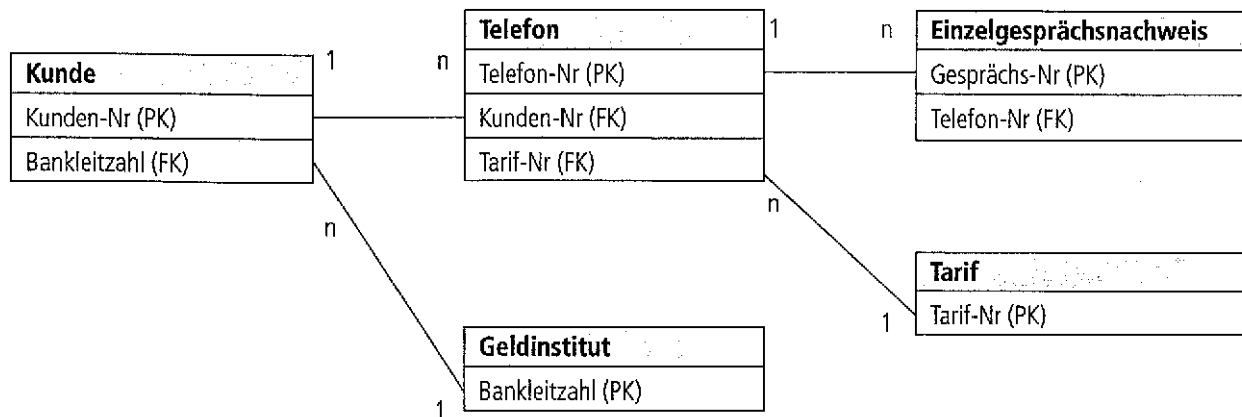 Kunde
Kunden-Nr (PK)
Bankleitzahl (FK)
1
n
Telefon
Telefon-Nr (PK)
Kunden-Nr (FK)
Tarif-Nr (FK)
1
n
Einzelgesprächsnachweis
Gesprächs-Nr (PK)
Telefon-Nr (FK)
n
1
Tarif
Tarif-Nr (PK)
n
1
Geldinstitut
Bankleitzahl (PK)